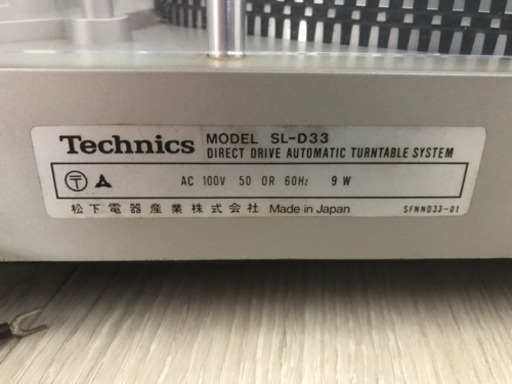 Technics MODEL SL-D33
DIRECT DRIVE AUTOMATIC TURNTABLE SYSTEM
〒 AC 100V 50 OR 60Hz 9W
松下電器産業株式会社 Made in Japan SFNND33-01